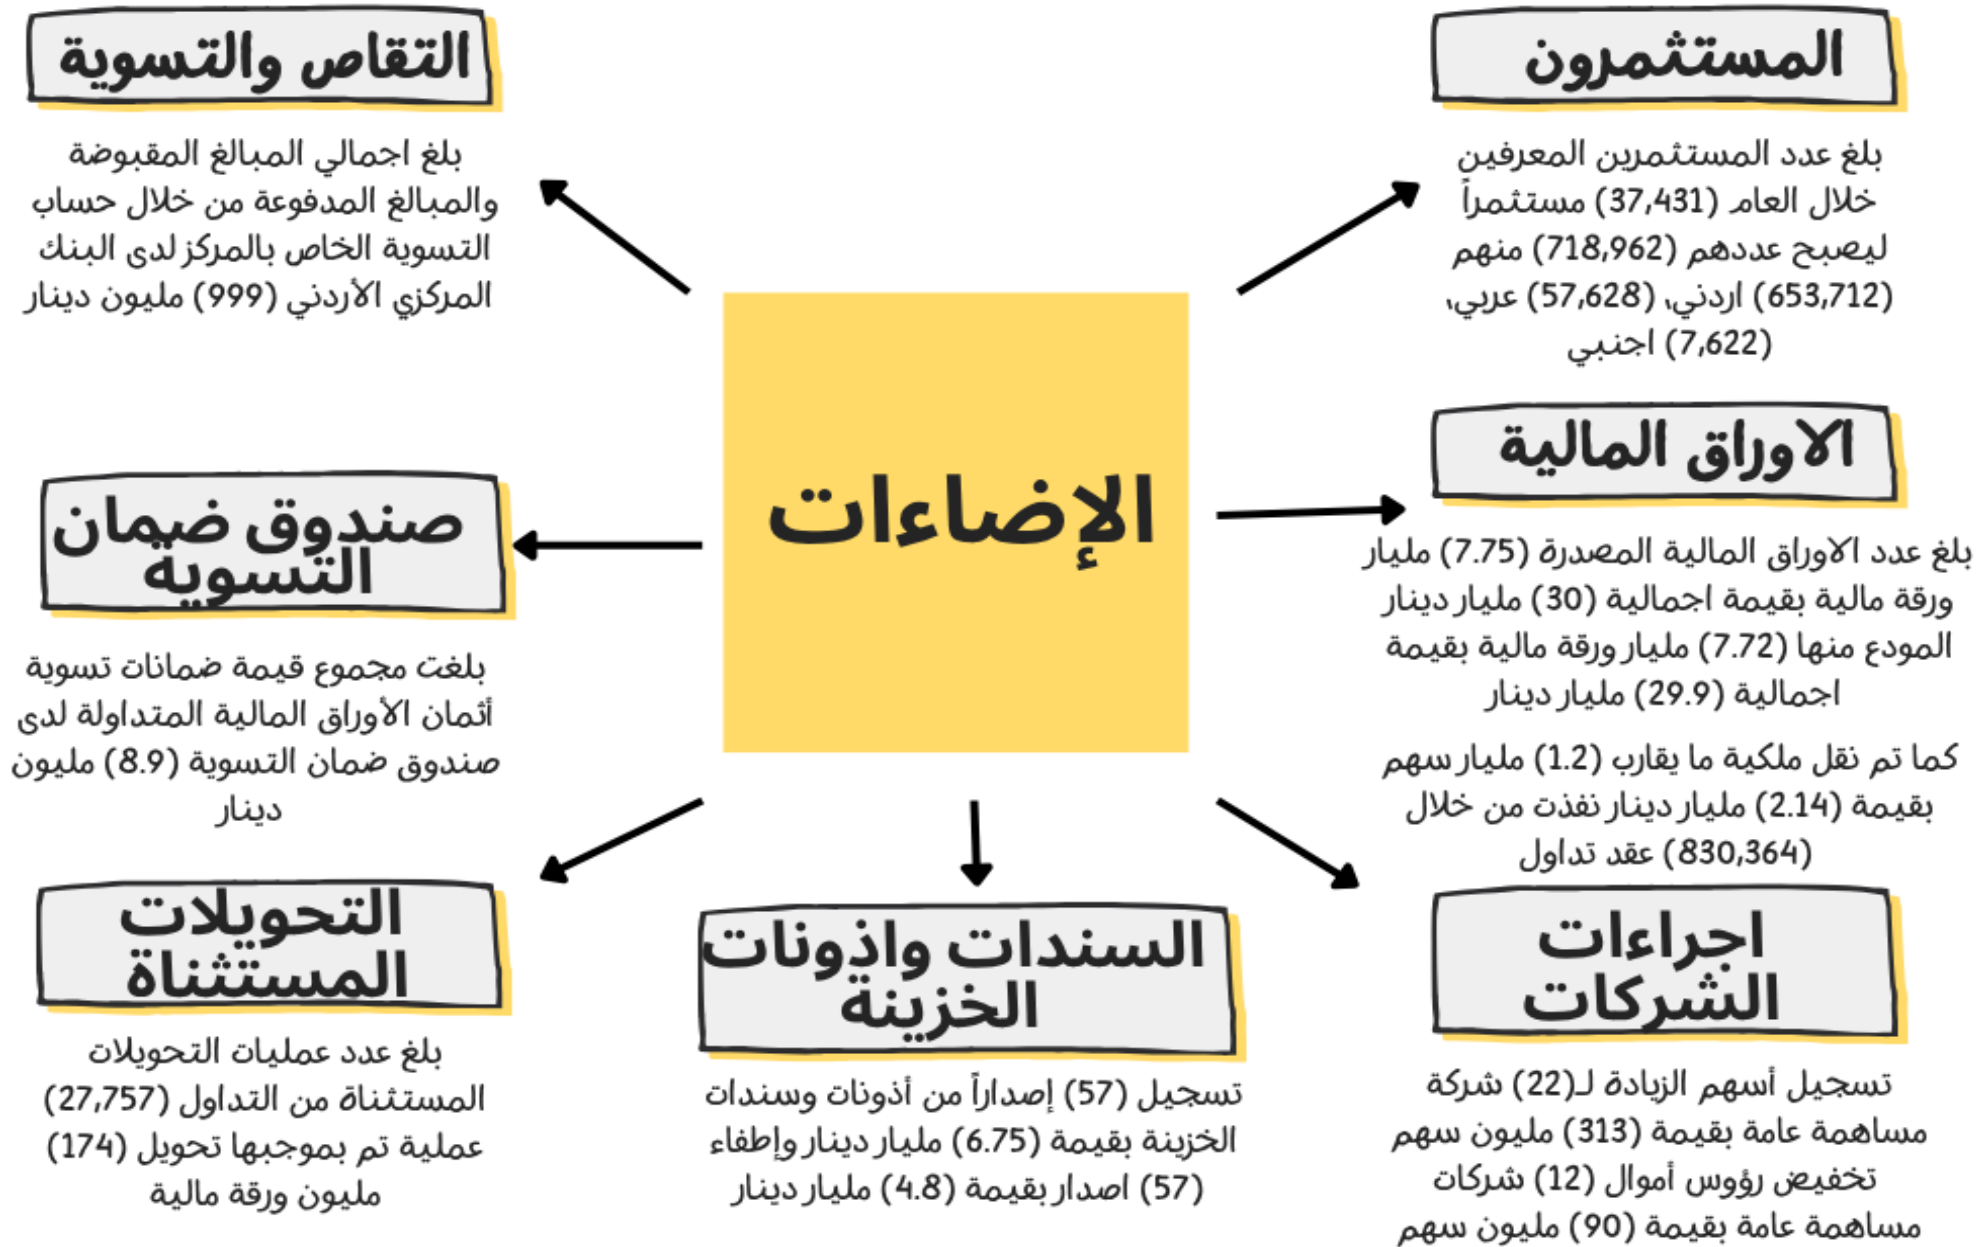 المستثمرون
بلغ عدد المستثمرين المعرفين
خلال العام (37,431) مستثمراً
ليصبح عددهم (718,962) منهم
(653,712) اردني، (57,628) عربي،
(7,622) اجنبي
الاوراق المالية
بلغ عدد الاوراق المالية المصدرة (7.75) مليار
ورقة مالية بقيمة اجمالية (30) مليار دينار
المودع منها (7.72) مليار ورقة مالية بقيمة
اجمالية (29.9) مليار دينار
كما تم نقل ملكية ما يقارب (1.2) مليار سهم
بقيمة (2.14) مليار دينار نفذت من خلال
(830,364) عقد تداول
اجراءات
الشركات
تسجيل أسهم الزيادة لـ(22) شركة
مساهمة عامة بقيمة (313) مليون سهم
تخفيض رؤوس أموال (12) شركات
مساهمة عامة بقيمة (90) مليون سهم
الإضاءات
السندات واذونات
الخزينة
تسجيل (57) إصداراً من أذونات وسندات
الخزينة بقيمة (6.75) مليار دينار وإطفاء
(57) اصدار بقيمة (4.8) مليار دينار
التقاص والتسوية
بلغ اجمالي المبالغ المقبوضة
والمبالغ المدفوعة من خلال حساب
التسوية الخاص بالمركز لدى البنك
المركزي الأردني (999) مليون دينار
صندوق ضمان
التسوية
بلغت مجموع قيمة ضمانات تسوية
أثمان الأوراق المالية المتداولة لدى
صندوق ضمان التسوية (8.9) مليون
دينار
التحويلات
المستثناة
بلغ عدد عمليات التحويلات
المستثناة من التداول (27,757)
عملية تم بموجبها تحويل (174)
مليون ورقة مالية